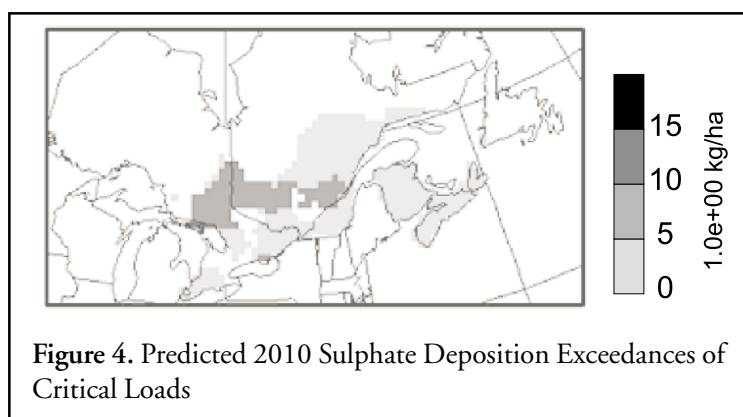 15
10
5
0
1.0e+00 kg/ha
Figure 4. Predicted 2010 Sulphate Deposition Exceedances of
Critical Loads